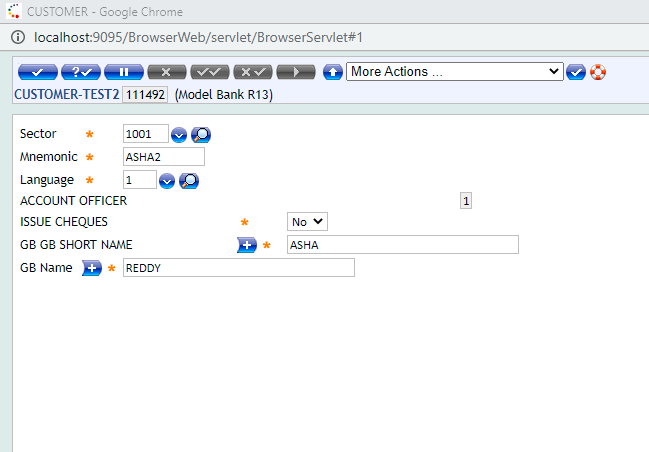 CUSTOMER - Google Chrome
localhost:9095/BrowserWeb/servlet/BrowserServlet#1
? More Actions ...
CUSTOMER-TEST2 111492 (Model Bank R13)
Sector * 1001
Mnemonic * ASHA2
Language * 1
ACCOUNT OFFICER 1
ISSUE CHEQUES * No
GB GB SHORT NAME + * ASHA
GB Name + * REDDY